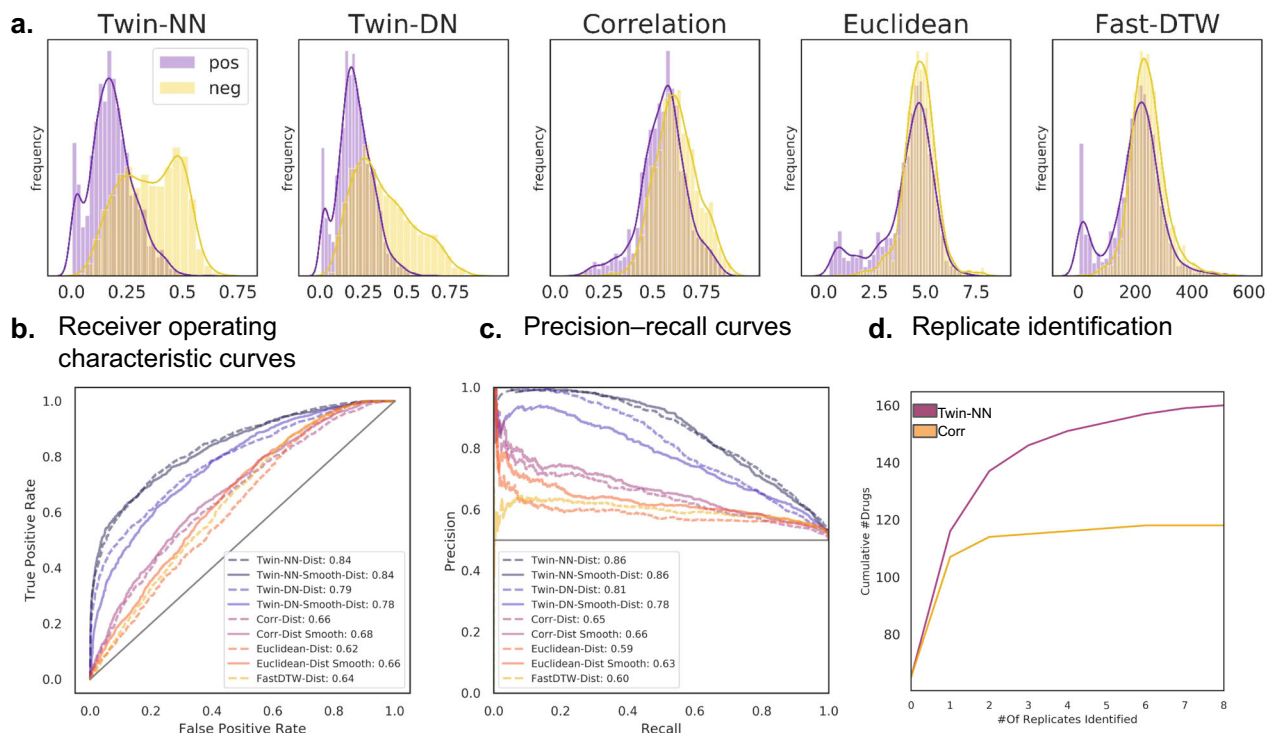 a.
Twin-NN
Twin-DN
Correlation
Euclidean
Fast-DTW
pos
neg
frequency
frequency
frequency
frequency
frequency
0.0 0.25 0.5 0.75
0.0 0.25 0.5 0.75
0.0 0.5 1.0
0.0 2.5 5.0 7.5
0 200 400 600
b. Receiver operating
characteristic curves
True Positive Rate
1.0
0.8
0.6
0.4
0.2
0.0
Twin-NN-Dist: 0.84
Twin-NN-Smooth-Dist: 0.84
Twin-DN-Dist: 0.79
Twin-DN-Smooth-Dist: 0.78
Corr-Dist: 0.66
Corr-Dist Smooth: 0.68
Euclidean-Dist: 0.62
Euclidean-Dist Smooth: 0.66
FastDTW-Dist: 0.64
0.0 0.2 0.4 0.6 0.8 1.0
False Positive Rate
c. Precision–recall curves
Precision
1.0
0.8
0.6
0.4
0.2
0.0
Twin-NN-Dist: 0.86
Twin-NN-Smooth-Dist: 0.86
Twin-DN-Dist: 0.81
Twin-DN-Smooth-Dist: 0.78
Corr-Dist: 0.65
Corr-Dist Smooth: 0.66
Euclidean-Dist: 0.59
Euclidean-Dist Smooth: 0.63
FastDTW-Dist: 0.60
0.0 0.2 0.4 0.6 0.8 1.0
Recall
d. Replicate identification
Cumulative #Drugs
160
140
120
100
80
Twin-NN
Corr
0 1 2 3 4 5 6 7 8
#Of Replicates Identified